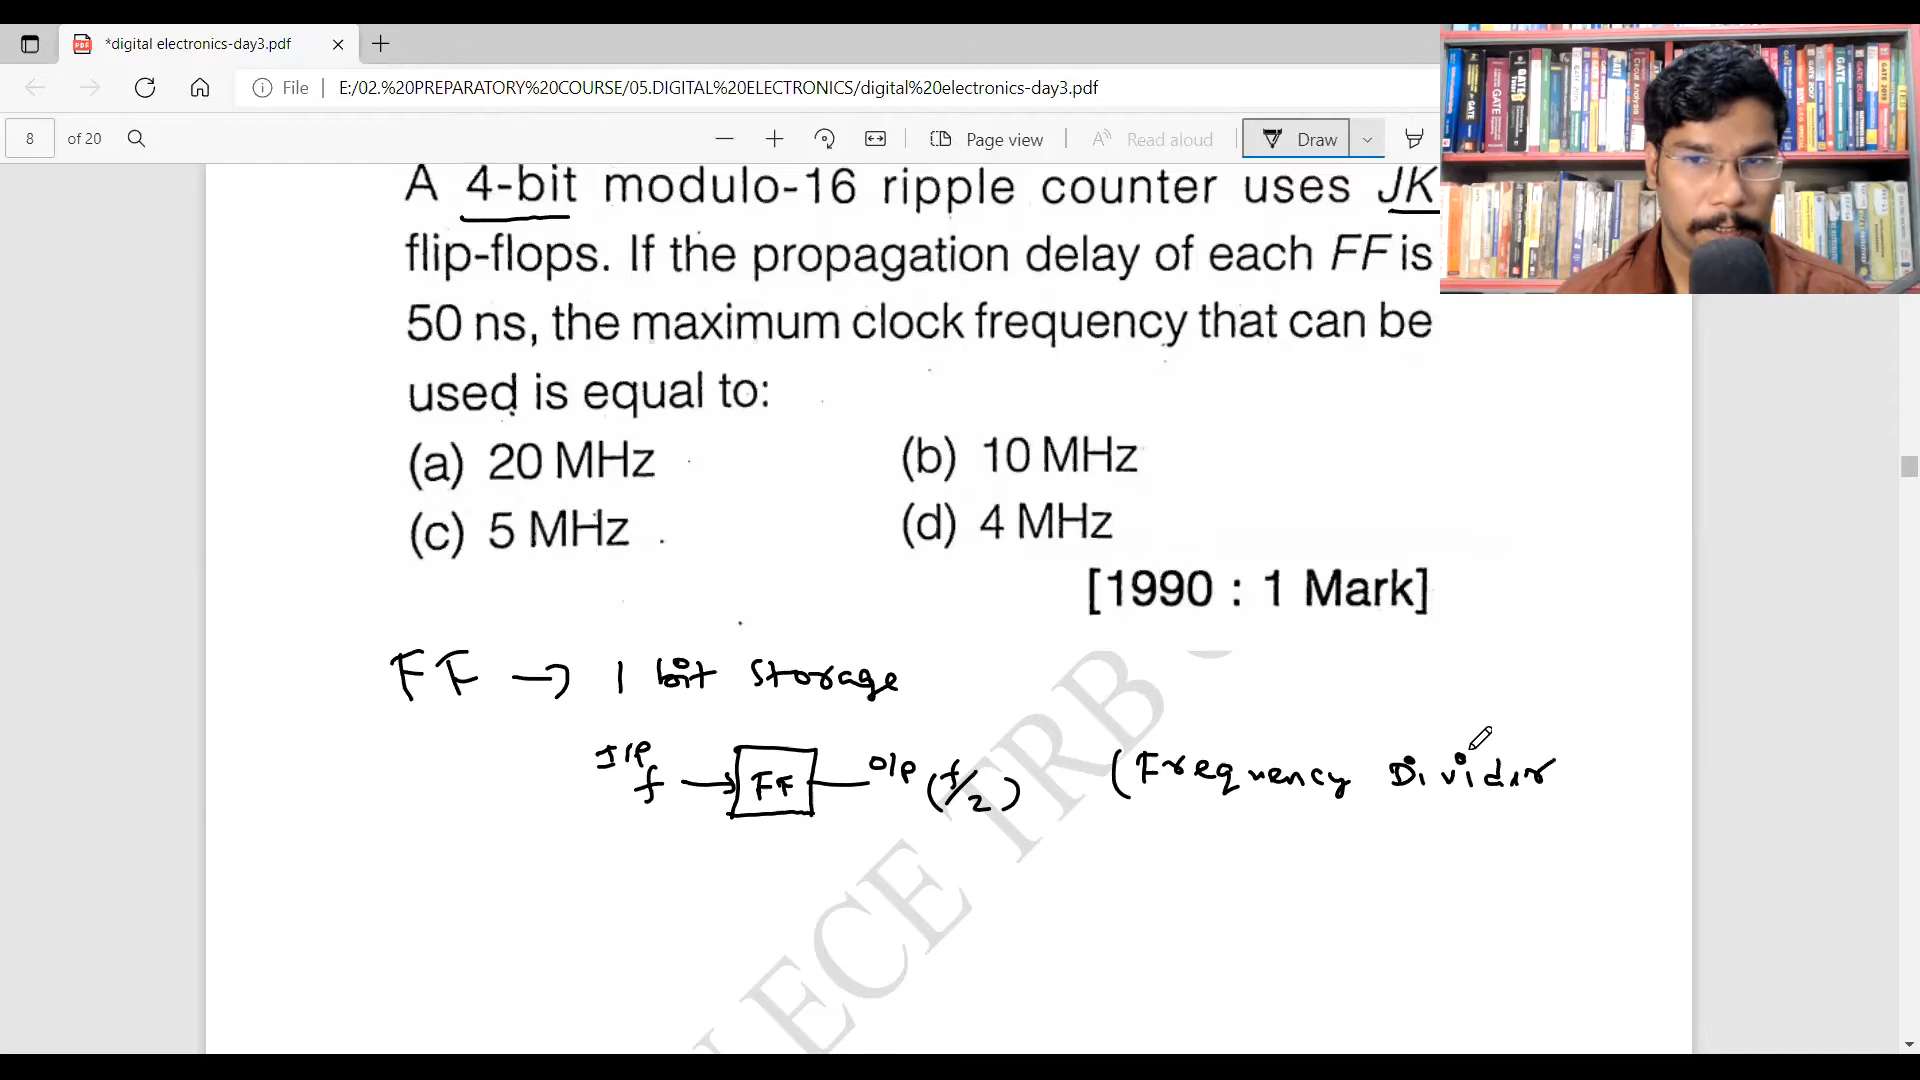 *digital electronics-day3.pdf
File E:/02.%20PREPARATORY%20COURSE/05.DIGITAL%20ELECTRONICS/digital%20electronics-day3.pdf
8 of 20 Page view Read aloud Draw
A 4-bit modulo-16 ripple counter uses JK
flip-flops. If the propagation delay of each FF is
50 ns, the maximum clock frequency that can be
used is equal to:
(a) 20 MHz (b) 10 MHz
(c) 5 MHz (d) 4 MHz
[1990 : 1 Mark]
FF → 1 bit storage
I/P f → FF O/P (f/2) (Frequency Divider
ECE TRB